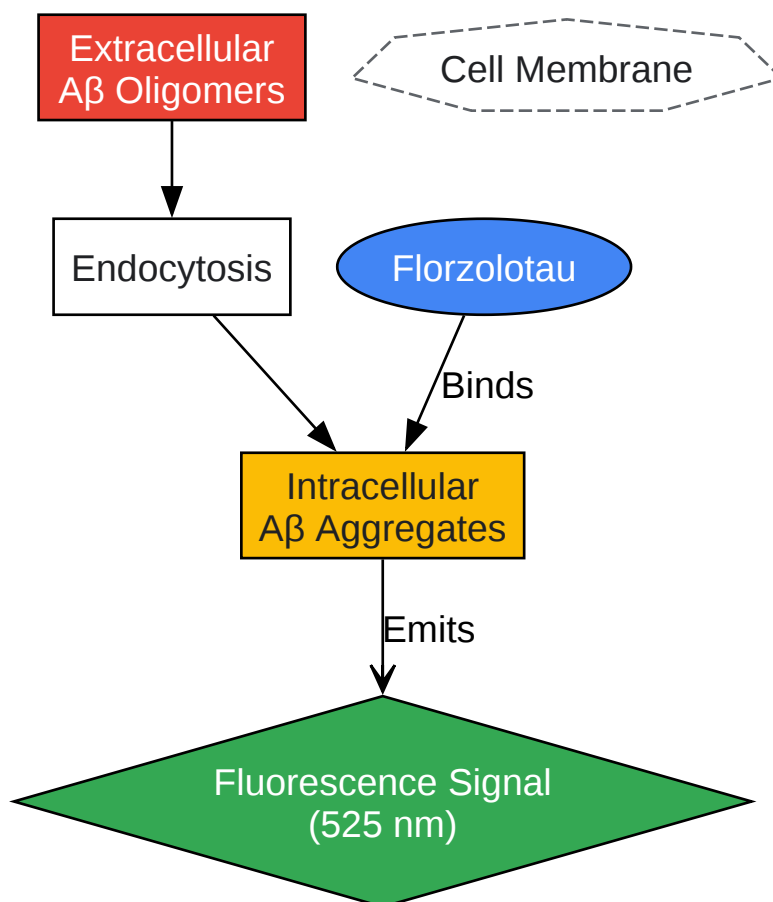 Extracellular
Aβ Oligomers
Cell Membrane
Endocytosis
Florzolotau
Binds
Intracellular
Aβ Aggregates
Emits
Fluorescence Signal
(525 nm)